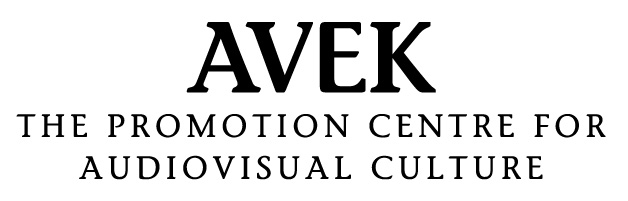 AVEK
THE PROMOTION CENTRE FOR
AUDIOVISUAL CULTURE